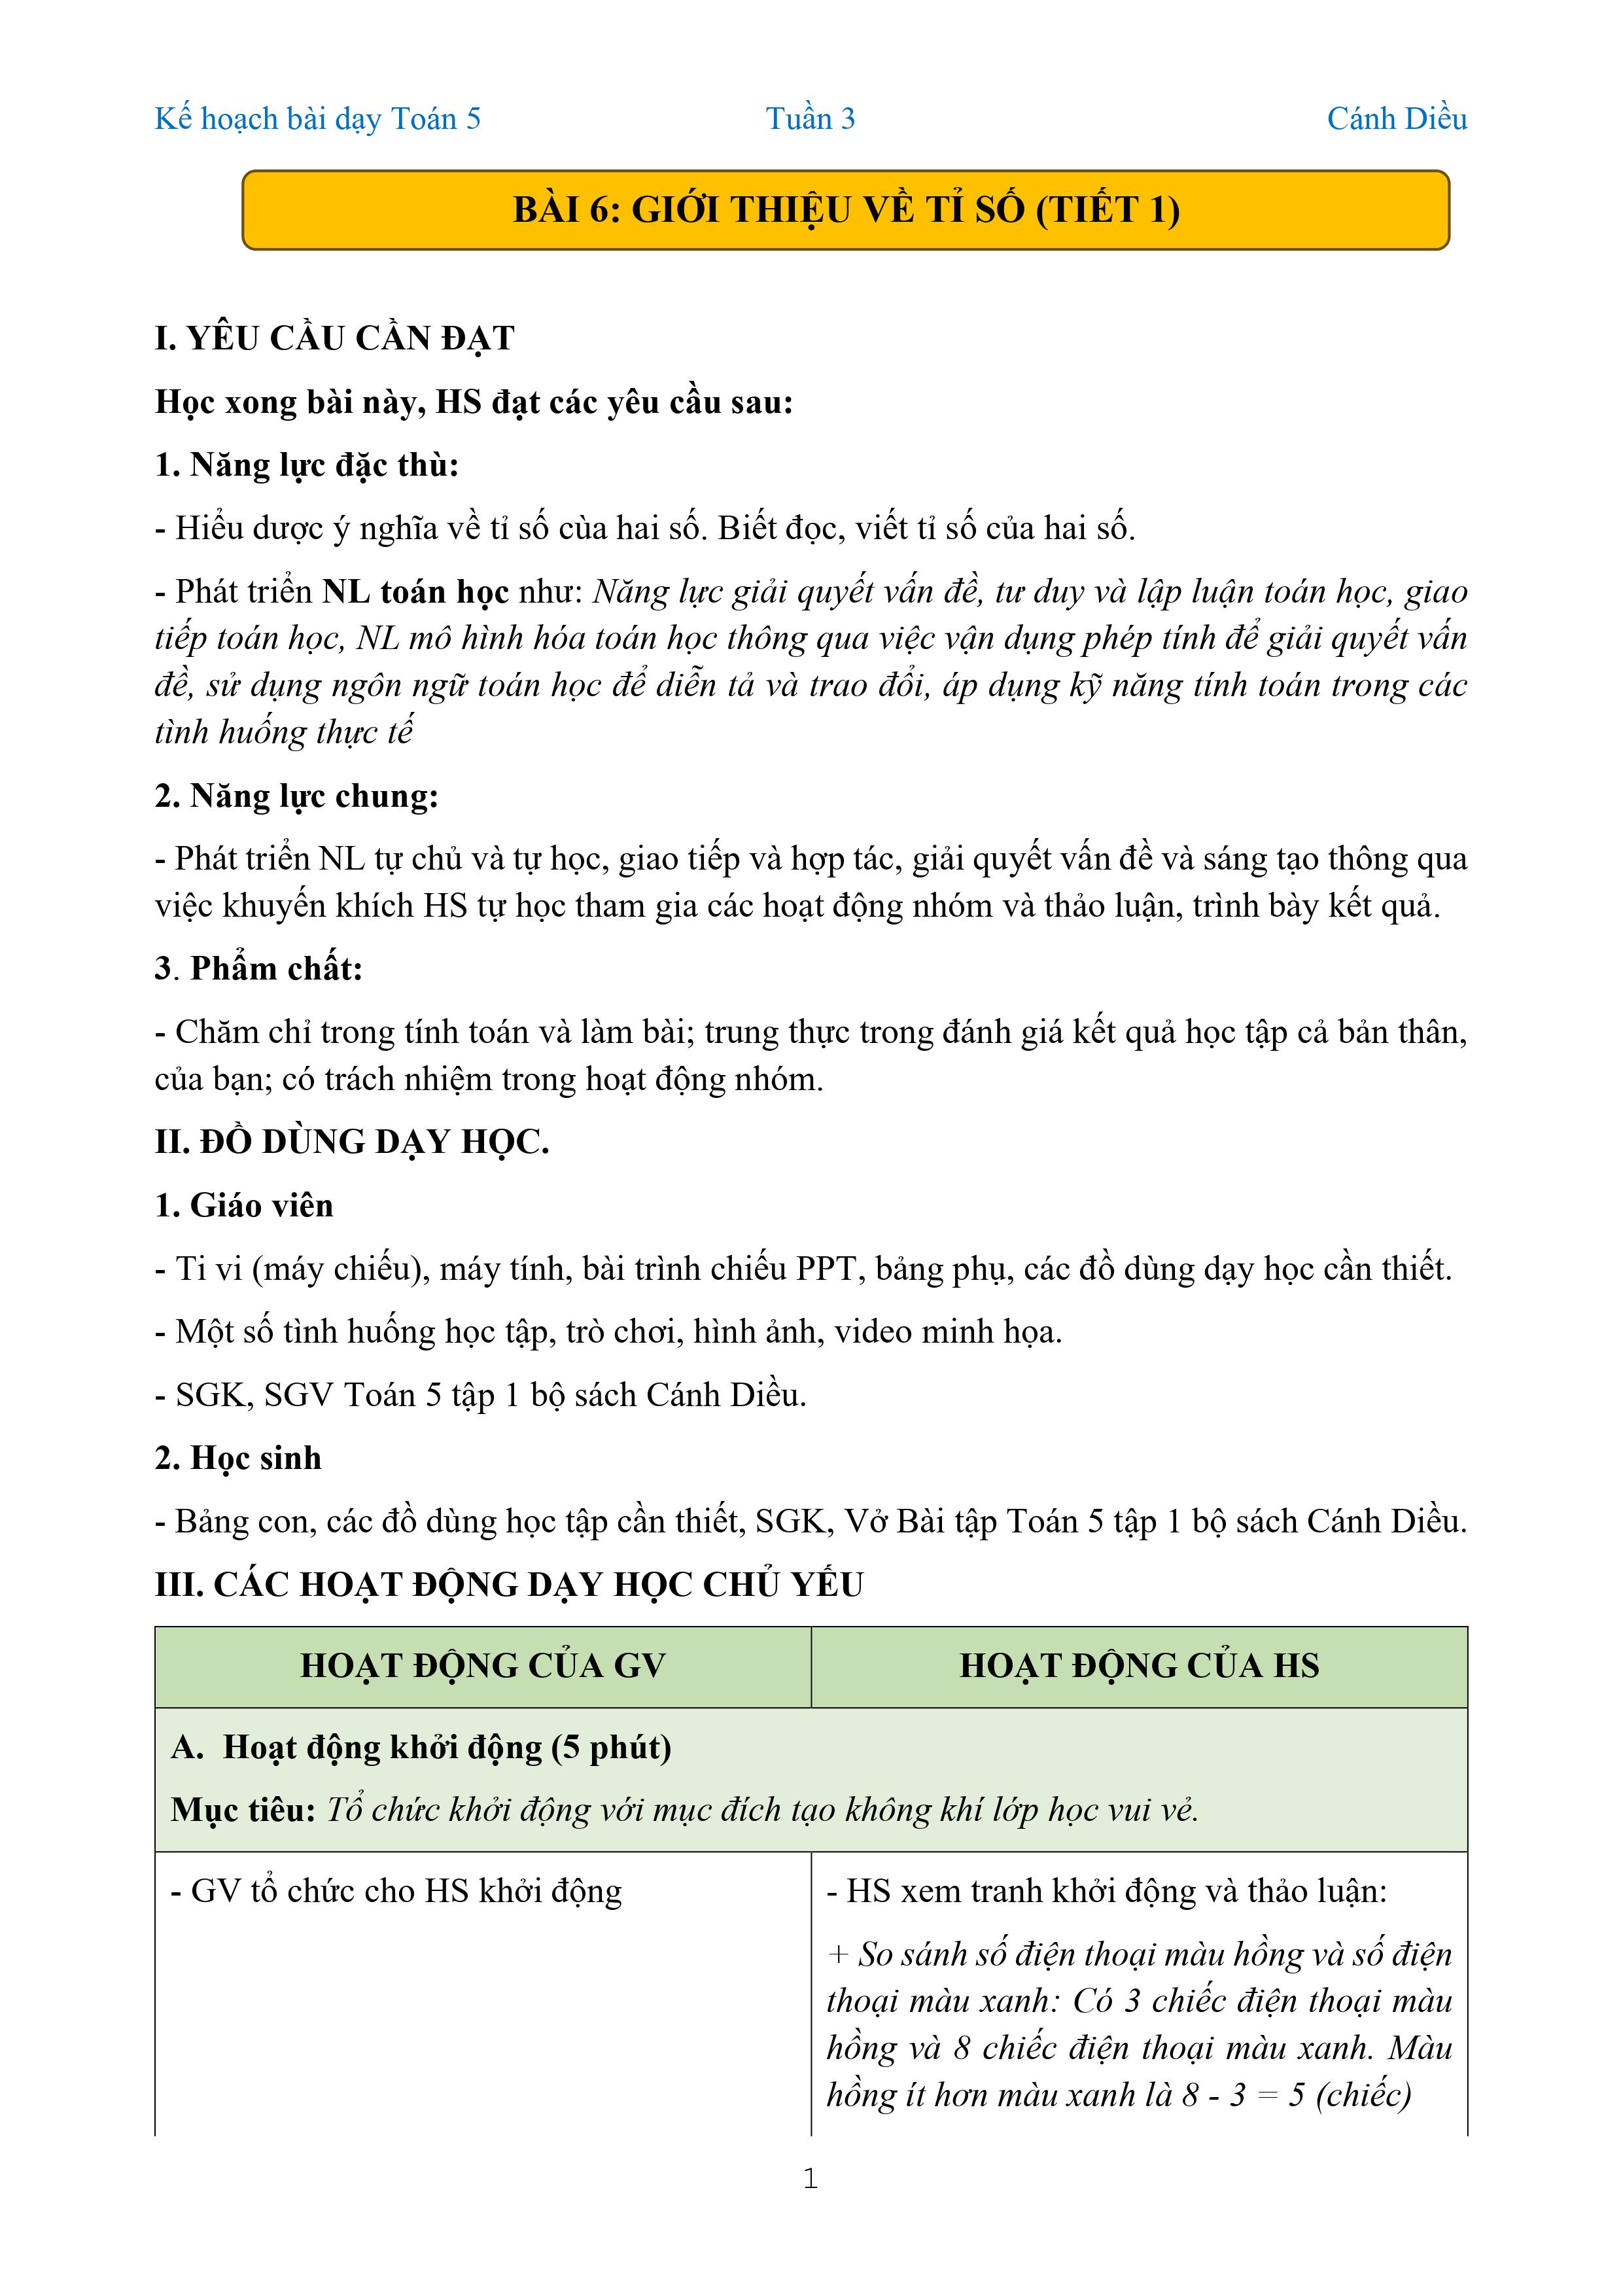 Kế hoạch bài dạy Toán 5 Tuần 3 Cánh Diều
BÀI 6: GIỚI THIỆU VỀ TỈ SỐ (TIẾT 1)
I. YÊU CẦU CẦN ĐẠT
Học xong bài này, HS đạt các yêu cầu sau:
1. Năng lực đặc thù:
- Hiểu dược ý nghĩa về tỉ số cùa hai số. Biết đọc, viết tỉ số của hai số.
- Phát triển NL toán học như: Năng lực giải quyết vấn đề, tư duy và lập luận toán học, giao
tiếp toán học, NL mô hình hóa toán học thông qua việc vận dụng phép tính để giải quyết vấn
đề, sử dụng ngôn ngữ toán học để diễn tả và trao đổi, áp dụng kỹ năng tính toán trong các
tình huống thực tế
2. Năng lực chung:
- Phát triển NL tự chủ và tự học, giao tiếp và hợp tác, giải quyết vấn đề và sáng tạo thông qua
việc khuyến khích HS tự học tham gia các hoạt động nhóm và thảo luận, trình bày kết quả.
3. Phẩm chất:
- Chăm chỉ trong tính toán và làm bài; trung thực trong đánh giá kết quả học tập cả bản thân,
của bạn; có trách nhiệm trong hoạt động nhóm.
II. ĐỒ DÙNG DẠY HỌC.
1. Giáo viên
- Ti vi (máy chiếu), máy tính, bài trình chiếu PPT, bảng phụ, các đồ dùng dạy học cần thiết.
- Một số tình huống học tập, trò chơi, hình ảnh, video minh họa.
- SGK, SGV Toán 5 tập 1 bộ sách Cánh Diều.
2. Học sinh
- Bảng con, các đồ dùng học tập cần thiết, SGK, Vở Bài tập Toán 5 tập 1 bộ sách Cánh Diều.
III. CÁC HOẠT ĐỘNG DẠY HỌC CHỦ YẾU
HOẠT ĐỘNG CỦA GV HOẠT ĐỘNG CỦA HS
A. Hoạt động khởi động (5 phút)
Mục tiêu: Tổ chức khởi động với mục đích tạo không khí lớp học vui vẻ.
- GV tổ chức cho HS khởi động
- HS xem tranh khởi động và thảo luận:
+ So sánh số điện thoại màu hồng và số điện
thoại màu xanh: Có 3 chiếc điện thoại màu
hồng và 8 chiếc điện thoại màu xanh. Màu
hồng ít hơn màu xanh là 8 - 3 = 5 (chiếc)
1